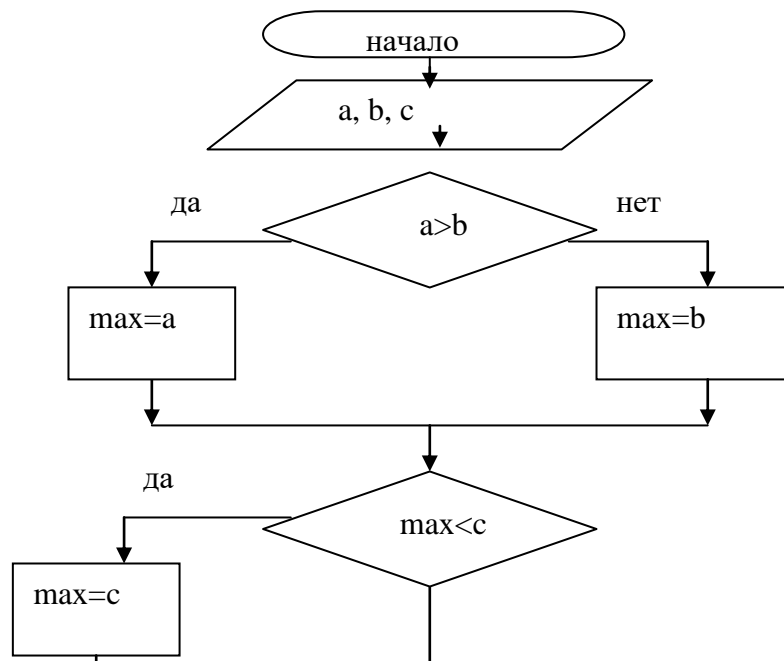 начало
a, b, c
да
a>b
нет
max=a
max=b
да
max<c
max=c